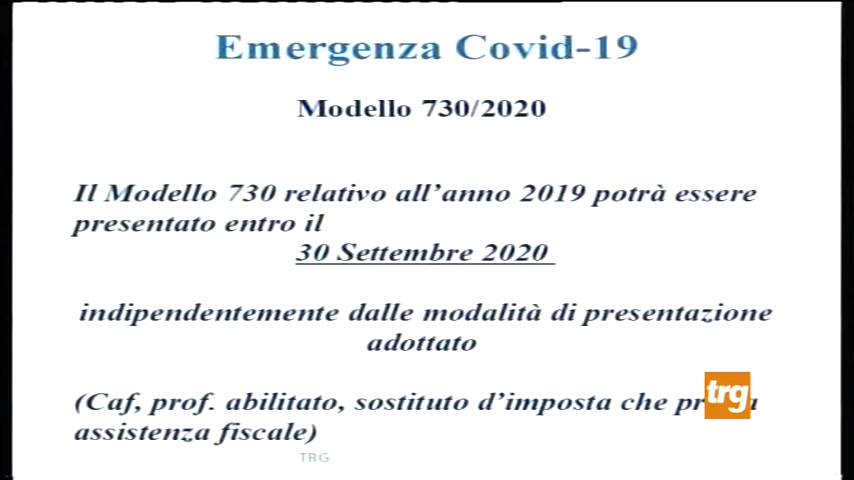 Emergenza Covid-19
Modello 730/2020
Il Modello 730 relativo all'anno 2019 potrà essere
presentato entro il
30 Settembre 2020
indipendentemente dalle modalità di presentazione
adottato
(Caf, prof. abilitato, sostituto d'imposta che
trg
assistenza fiscale)
TRG